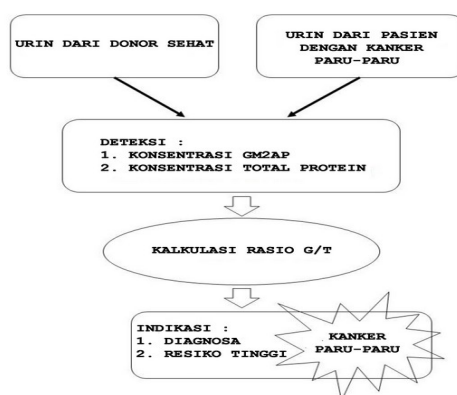 URIN DARI DONOR SEHAT
URIN DARI PASIEN
DENGAN KANKER
PARU-PARU
DETEKSI :
1. KONSENTRASI GM2AP
2. KONSENTRASI TOTAL PROTEIN
KALKULASI RASIO G/T
INDIKASI :
1. DIAGNOSA
2. RESIKO TINGGI
KANKER
PARU-PARU